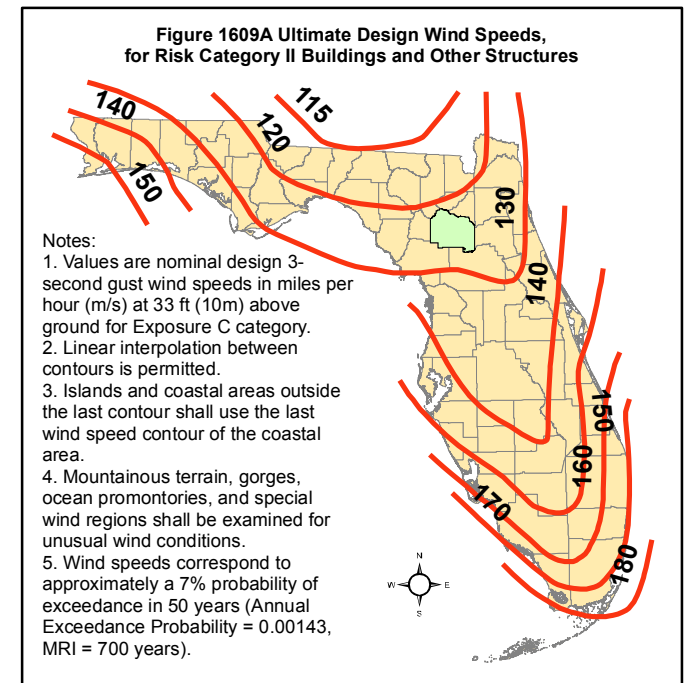 Figure 1609A Ultimate Design Wind Speeds,
for Risk Category II Buildings and Other Structures
140
120
115
150
130
140
150
160
170
180
Notes:
1. Values are nominal design 3-
second gust wind speeds in miles per
hour (m/s) at 33 ft (10m) above
ground for Exposure C category.
2. Linear interpolation between
contours is permitted.
3. Islands and coastal areas outside
the last contour shall use the last
wind speed contour of the coastal
area.
4. Mountainous terrain, gorges,
ocean promontories, and special
wind regions shall be examined for
unusual wind conditions.
5. Wind speeds correspond to
approximately a 7% probability of
exceedance in 50 years (Annual
Exceedance Probability = 0.00143,
MRI = 700 years).
N
W
E
S